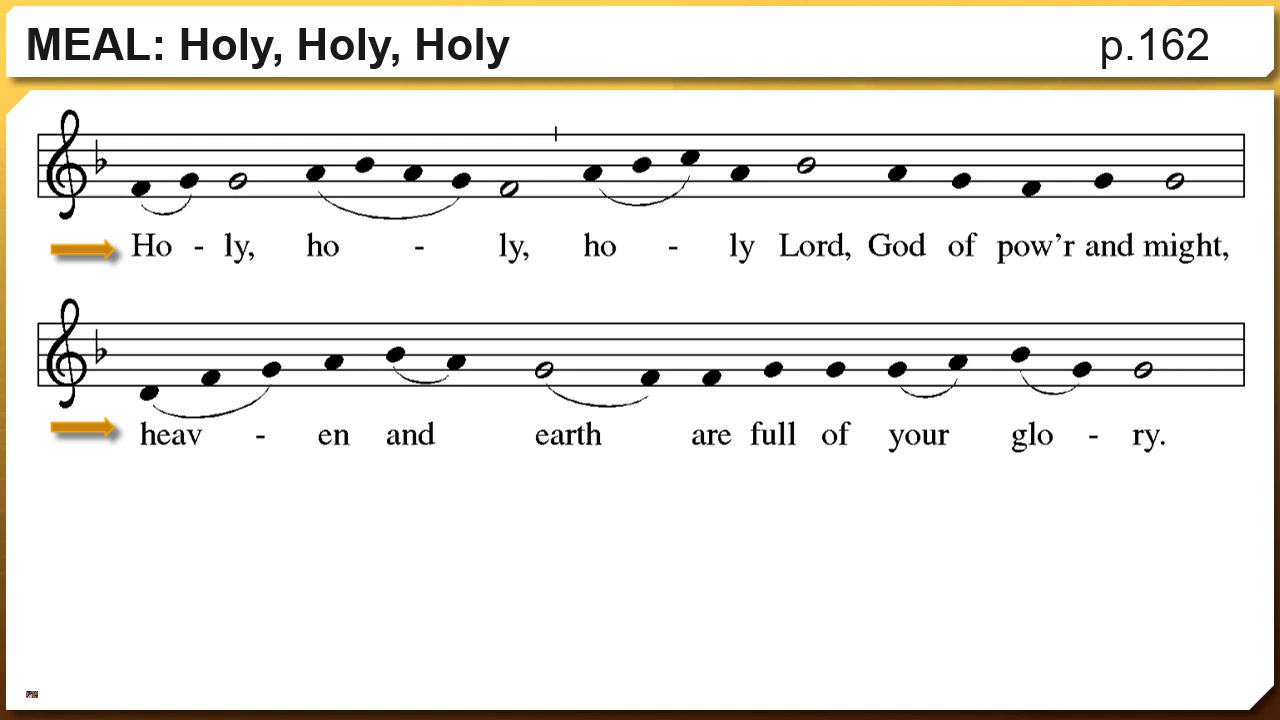 MEAL: Holy, Holy, Holy p.162
Ho - ly, ho - ly, ho - ly Lord, God of pow’r and might,
heav - en and earth are full of your glo - ry.